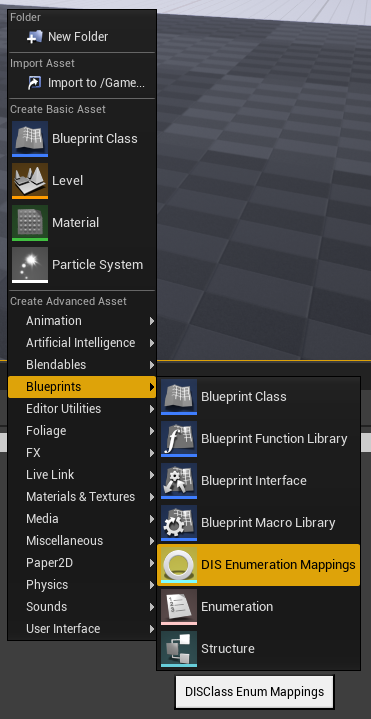 Folder
New Folder
Import Asset
Import to /Game...
Create Basic Asset
Blueprint Class
Level
Material
Particle System
Create Advanced Asset
Animation
Artificial Intelligence
Blendables
Blueprints
Editor Utilities
Foliage
FX
Live Link
Materials & Textures
Media
Miscellaneous
Paper2D
Physics
Sounds
User Interface
Blueprint Class
Blueprint Function Library
Blueprint Interface
Blueprint Macro Library
DIS Enumeration Mappings
Enumeration
Structure
DISClass Enum Mappings